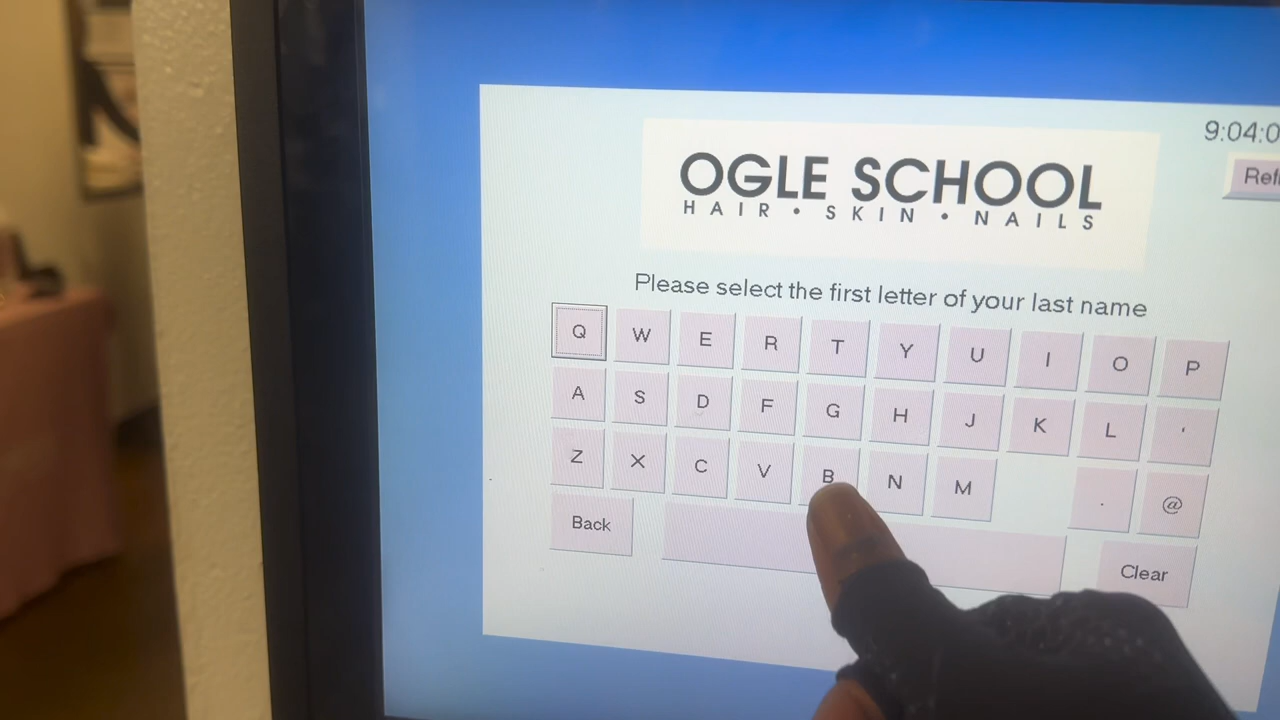 9:04:0
OGLE SCHOOL
HAIR • SKIN • NAILS
Please select the first letter of your last name
Q W E R T Y U I O P
A S D F G H J K L '
Z X C V B N M . @
Back Clear